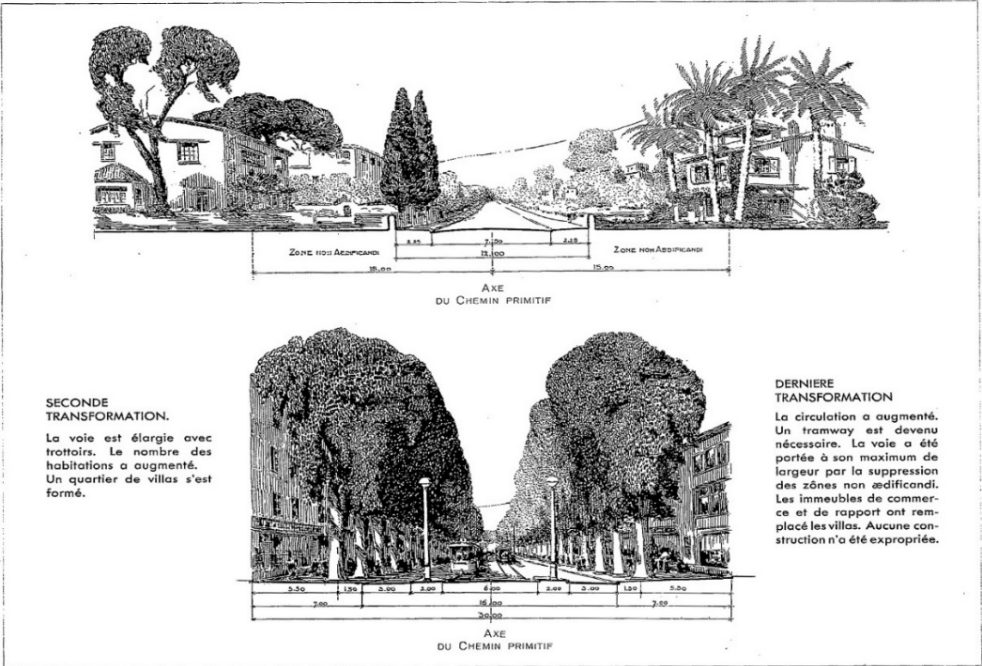 ZONE NON AEDIFICANDI
2.25
7.50
2.25
ZONE NON AEDIFICANDI
12.00
15.00
15.00
AXE
DU CHEMIN PRIMITIF
SECONDE
TRANSFORMATION.
La voie est élargie avec
trottoirs. Le nombre des
habitations a augmenté.
Un quartier de villas s'est
formé.
DERNIERE
TRANSFORMATION
La circulation a augmenté.
Un tramway est devenu
nécessaire. La voie a été
portée à son maximum de
largeur par la suppression
des zônes non ædificandi.
Les immeubles de commer-
ce et de rapport ont rem-
placé les villas. Aucune con-
struction n'a été expropriée.
5.50 1.50 3.00 2.00 6.00 2.00 3.00 1.50 5.50
7.00 16.00 7.00
30.00
AXE
DU CHEMIN PRIMITIF